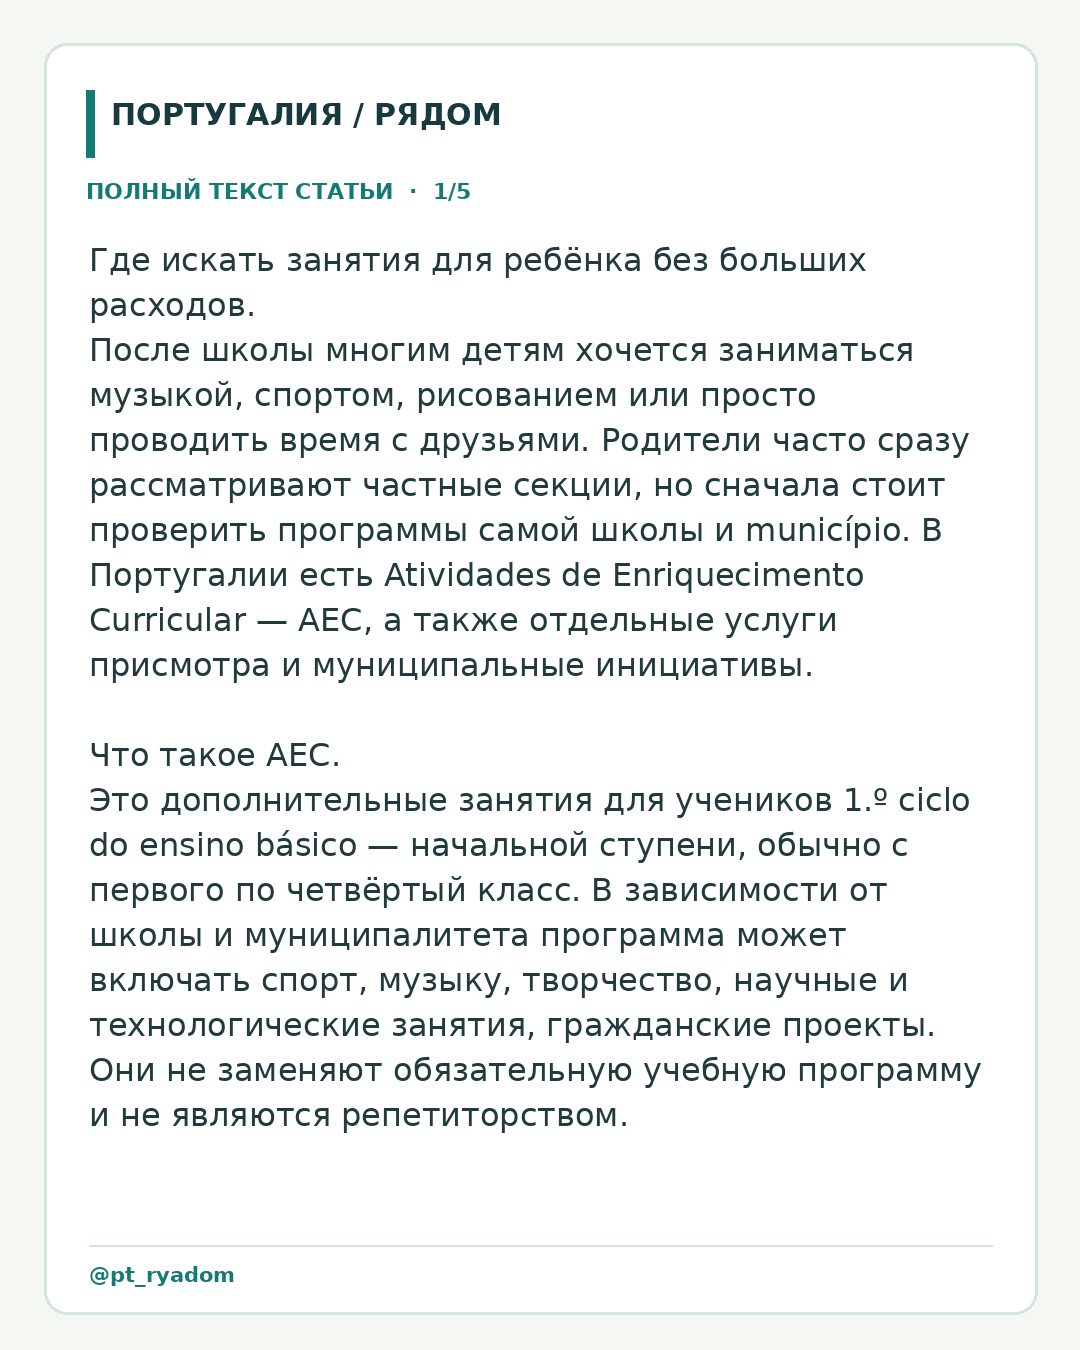 ПОРТУГАЛИЯ / РЯДОМ
ПОЛНЫЙ ТЕКСТ СТАТЬИ · 1/5
Где искать занятия для ребёнка без больших
расходов.
После школы многим детям хочется заниматься
музыкой, спортом, рисованием или просто
проводить время с друзьями. Родители часто сразу
рассматривают частные секции, но сначала стоит
проверить программы самой школы и município. В
Португалии есть Atividades de Enriquecimento
Curricular — AEC, а также отдельные услуги
присмотра и муниципальные инициативы.
Что такое AEC.
Это дополнительные занятия для учеников 1.º ciclo
do ensino básico — начальной ступени, обычно с
первого по четвёртый класс. В зависимости от
школы и муниципалитета программа может
включать спорт, музыку, творчество, научные и
технологические занятия, гражданские проекты.
Они не заменяют обязательную учебную программу
и не являются репетиторством.
@pt_ryadom